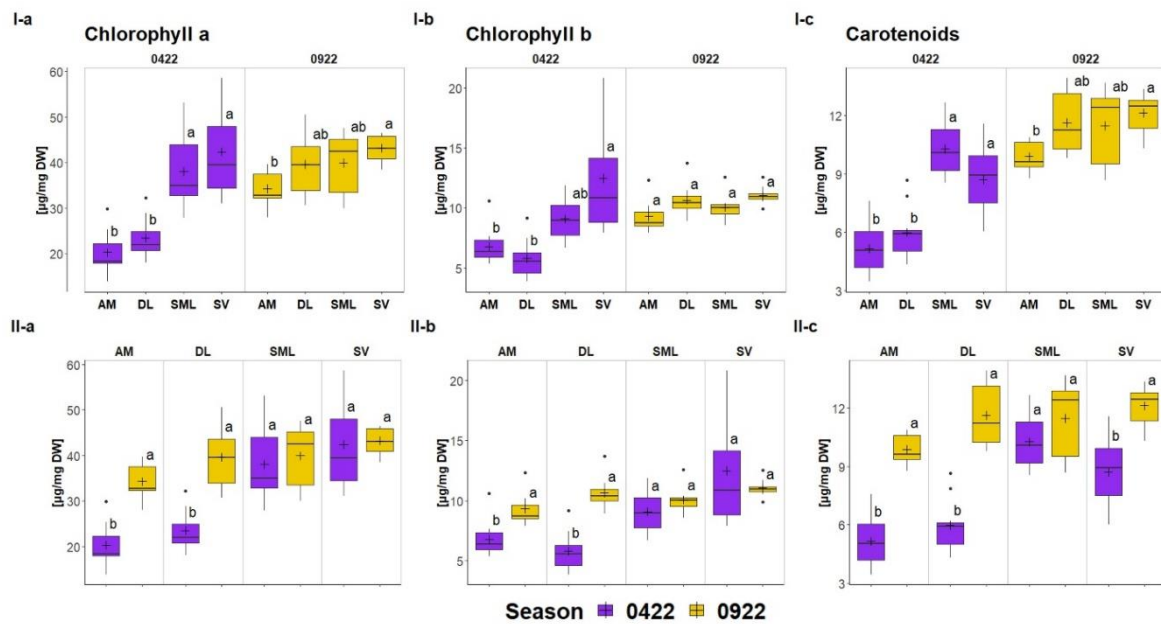 I-a
Chlorophyll a
0422 0922
60
50
40
30
20
[µg/mg DW]
b b a a b ab ab a
AM DL SML SV AM DL SML SV
I-b
Chlorophyll b
0422 0922
20
15
10
5
[µg/mg DW]
b b ab a a a a a
AM DL SML SV AM DL SML SV
I-c
Carotenoids
0422 0922
12
9
6
3
[µg/mg DW]
b b a a b ab ab a
AM DL SML SV AM DL SML SV
II-a
AM DL SML SV
60
50
40
30
20
[µg/mg DW]
b a b a a a a a
II-b
AM DL SML SV
20
15
10
5
[µg/mg DW]
b a b a a a a a
II-c
AM DL SML SV
12
9
6
3
[µg/mg DW]
b a b a a a b a
Season 0422 0922